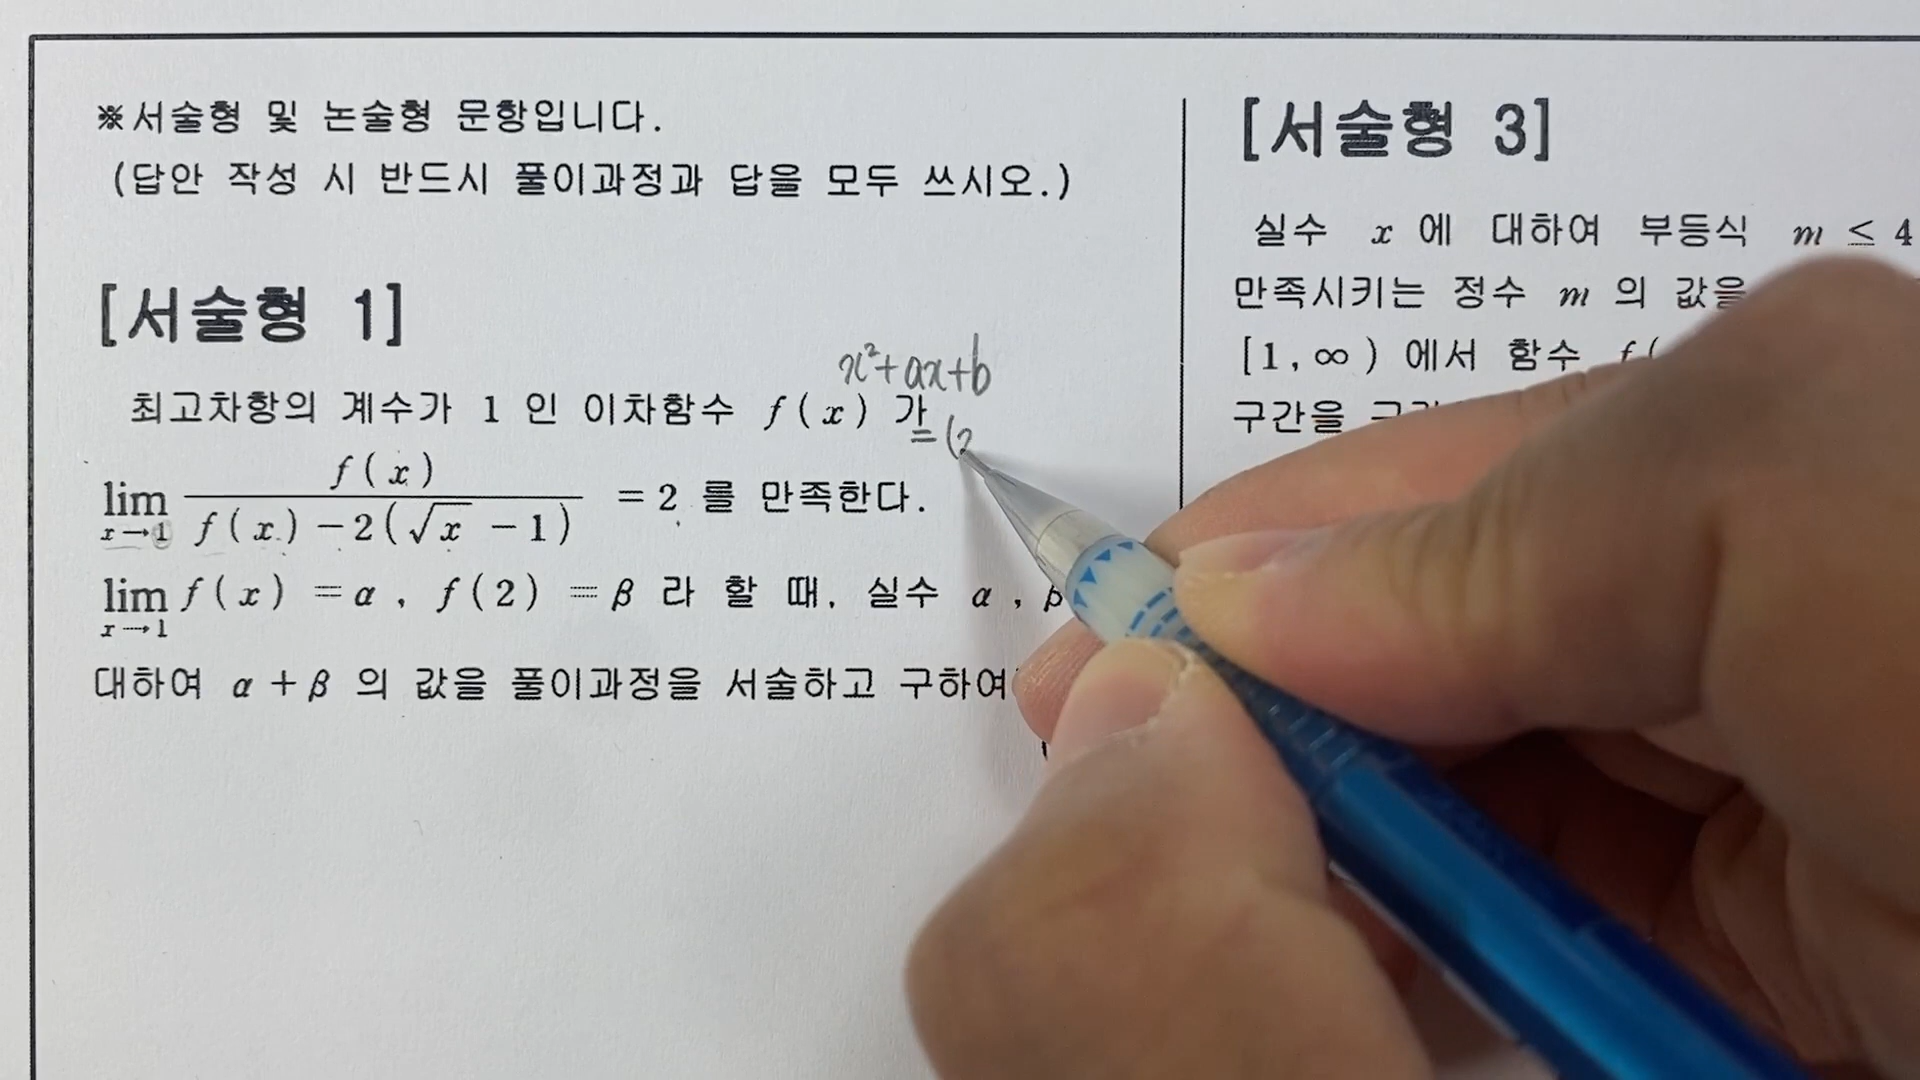 ※서술형 및 논술형 문항입니다.
(답안 작성 시 반드시 풀이과정과 답을 모두 쓰시오.)
[서술형 1]
x²+ax+b
최고차항의 계수가 1 인 이차함수 f(x) 가
=(
lim x→1 f(x) / f(x)-2(√x -1) =2 를 만족한다.
lim x→1 f(x) =α, f(2) =β 라 할 때, 실수 α, β
대하여 α+β 의 값을 풀이과정을 서술하고 구하여
[서술형 3]
실수 x 에 대하여 부등식 m ≤ 4
만족시키는 정수 m 의 값을
[1,∞) 에서 함수 f(
구간을